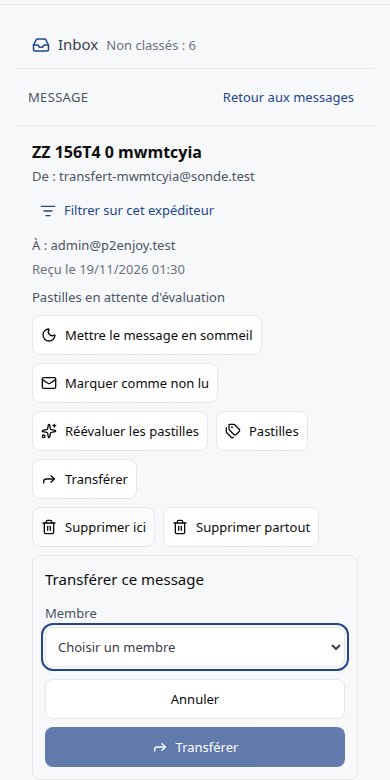 Inbox Non classés : 6
MESSAGE Retour aux messages
ZZ 156T4 0 mwmtcyia
De : transfert-mwmtcyia@sonde.test
Filtrer sur cet expéditeur
À : admin@p2enjoy.test
Reçu le 19/11/2026 01:30
Pastilles en attente d'évaluation
Mettre le message en sommeil
Marquer comme non lu
Réévaluer les pastilles Pastilles
Transférer
Supprimer ici Supprimer partout
Transférer ce message
Membre
Choisir un membre
Annuler
Transférer